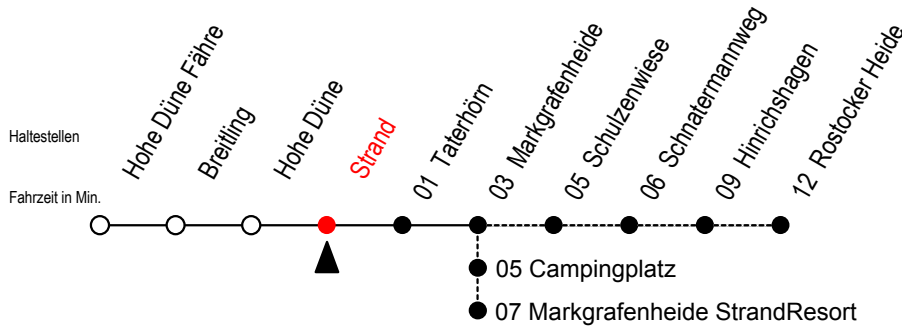 Haltestellen
Fahrzeit in Min.
Hohe Düne Fähre
Breitling
Hohe Düne
Strand
01 Taterhörn
03 Markgrafenheide
05 Schulzenwiese
06 Schnatermannweg
09 Hinrichshagen
12 Rostocker Heide
05 Campingplatz
07 Markgrafenheide StrandResort